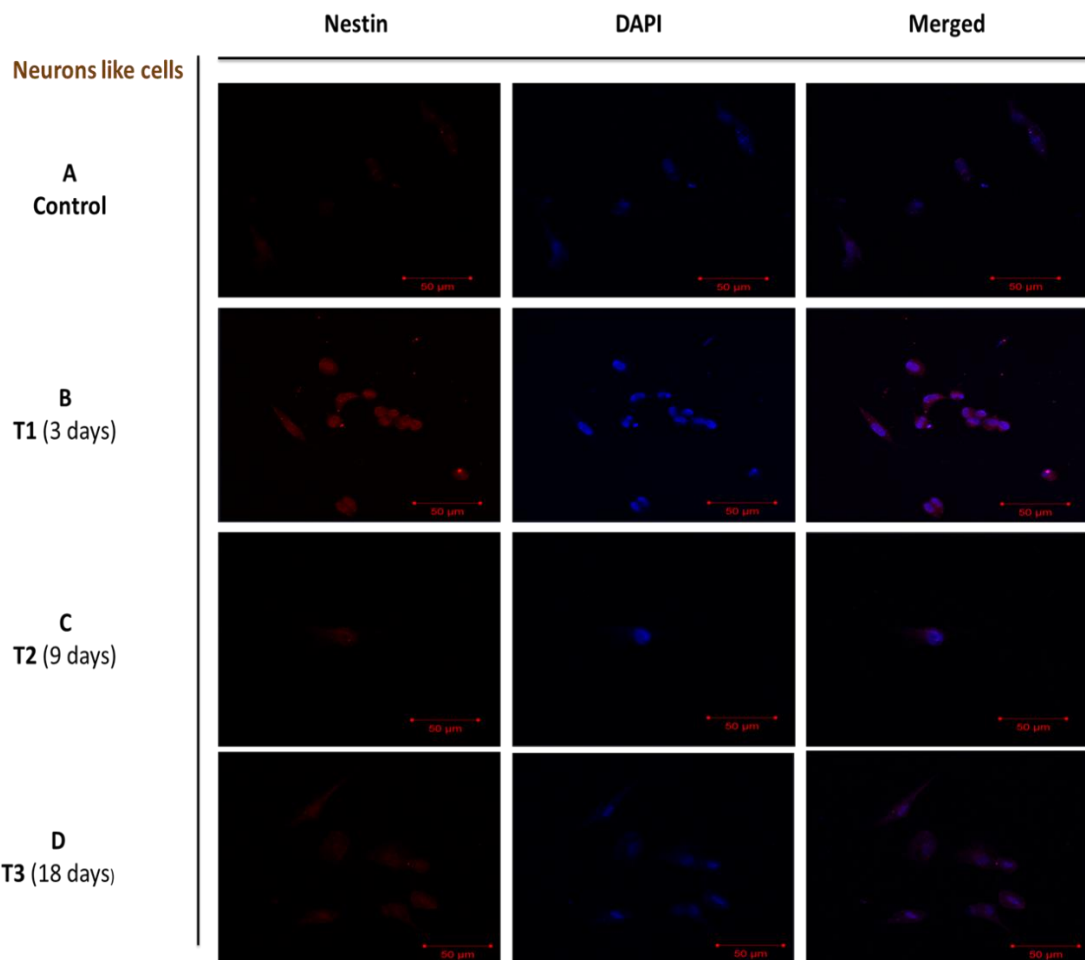 Nestin DAPI Merged
Neurons like cells
A
Control
50 µm 50 µm 50 µm
B
T1 (3 days)
50 µm 50 µm 50 µm
C
T2 (9 days)
50 µm 50 µm 50 µm
D
T3 (18 days)
50 µm 50 µm 50 µm